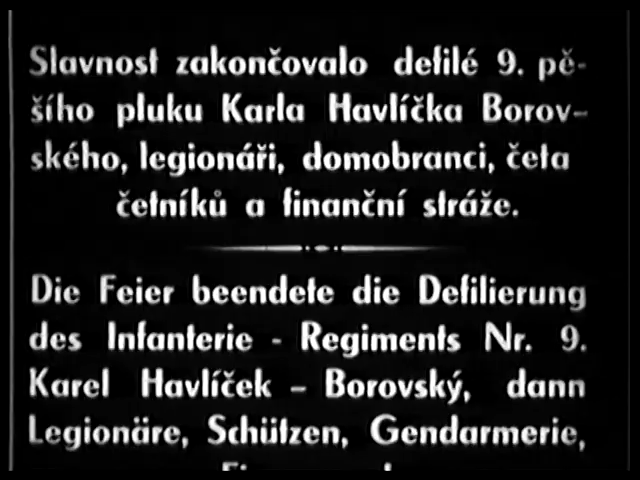 Slavnost zakončovalo defilé 9. pě-
šího pluku Karla Havlíčka Borov-
ského, legionáři, domobranci, četa
četníků a finanční stráže.
Die Feier beendete die Defilierung
des Infanterie - Regiments Nr. 9.
Karel Havlíček - Borovský, dann
Legionäre, Schützen, Gendarmerie,